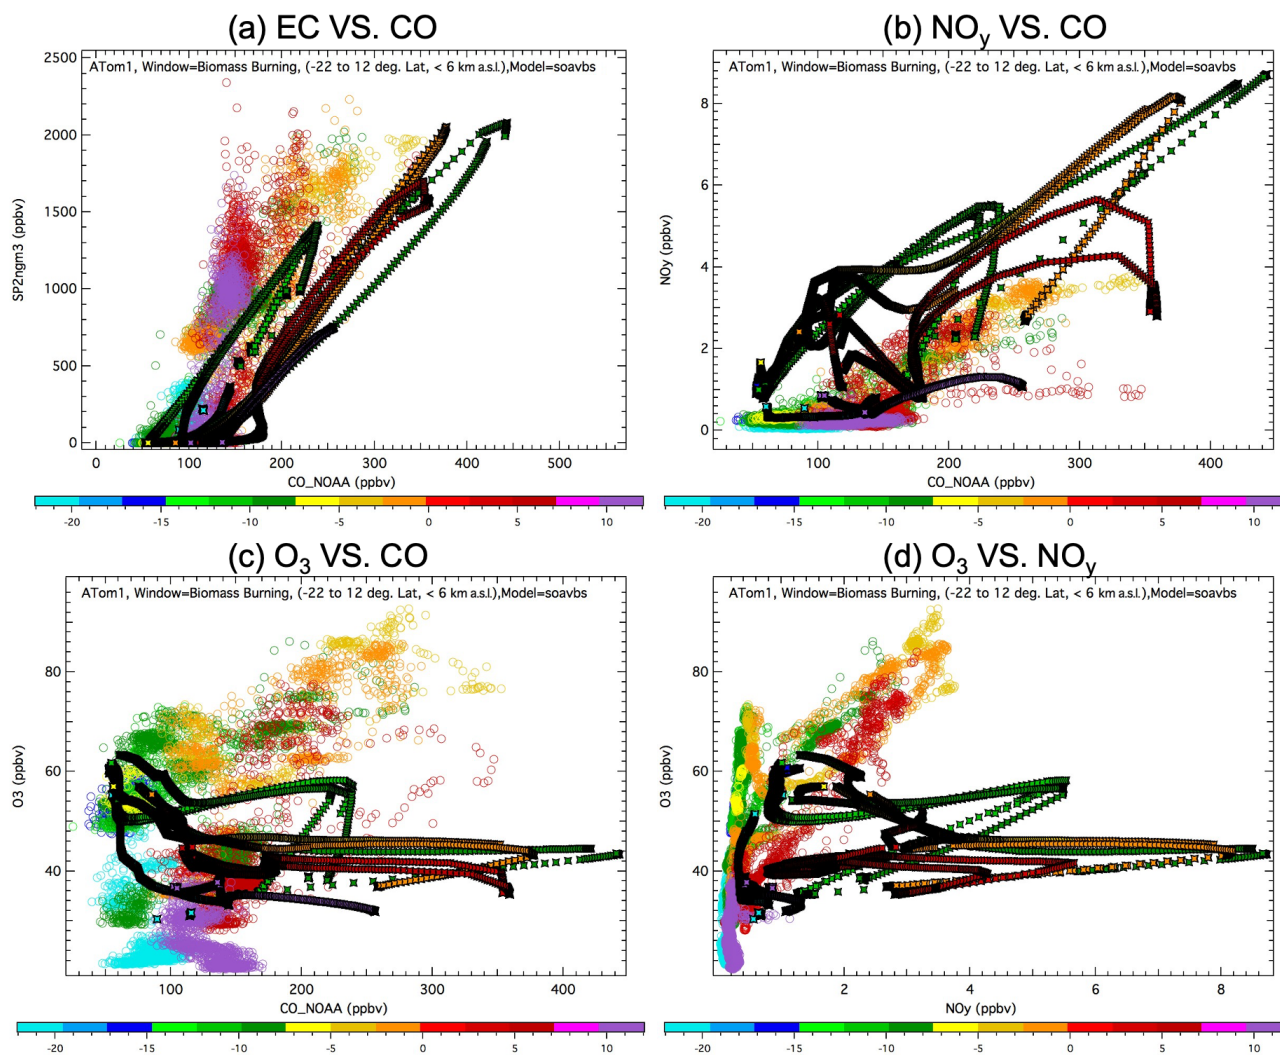 (a) EC VS. CO
ATom1, Window=Biomass Burning, (-22 to 12 deg. Lat, < 6 km a.s.l.),Model=soavbs
2500
2000
1500
1000
500
0
SP2ngm3 (ppbv)
0 100 200 300 400 500
CO_NOAA (ppbv)
-20 -15 -10 -5 0 5 10
(b) NOy VS. CO
ATom1, Window=Biomass Burning, (-22 to 12 deg. Lat, < 6 km a.s.l.),Model=soavbs
8
6
4
2
0
NOy (ppbv)
100 200 300 400
CO_NOAA (ppbv)
-20 -15 -10 -5 0 5 10
(c) O3 VS. CO
ATom1, Window=Biomass Burning, (-22 to 12 deg. Lat, < 6 km a.s.l.),Model=soavbs
80
60
40
O3 (ppbv)
100 200 300 400
CO_NOAA (ppbv)
-20 -15 -10 -5 0 5 10
(d) O3 VS. NOy
ATom1, Window=Biomass Burning, (-22 to 12 deg. Lat, < 6 km a.s.l.),Model=soavbs
80
60
40
O3 (ppbv)
2 4 6 8
NOy (ppbv)
-20 -15 -10 -5 0 5 10